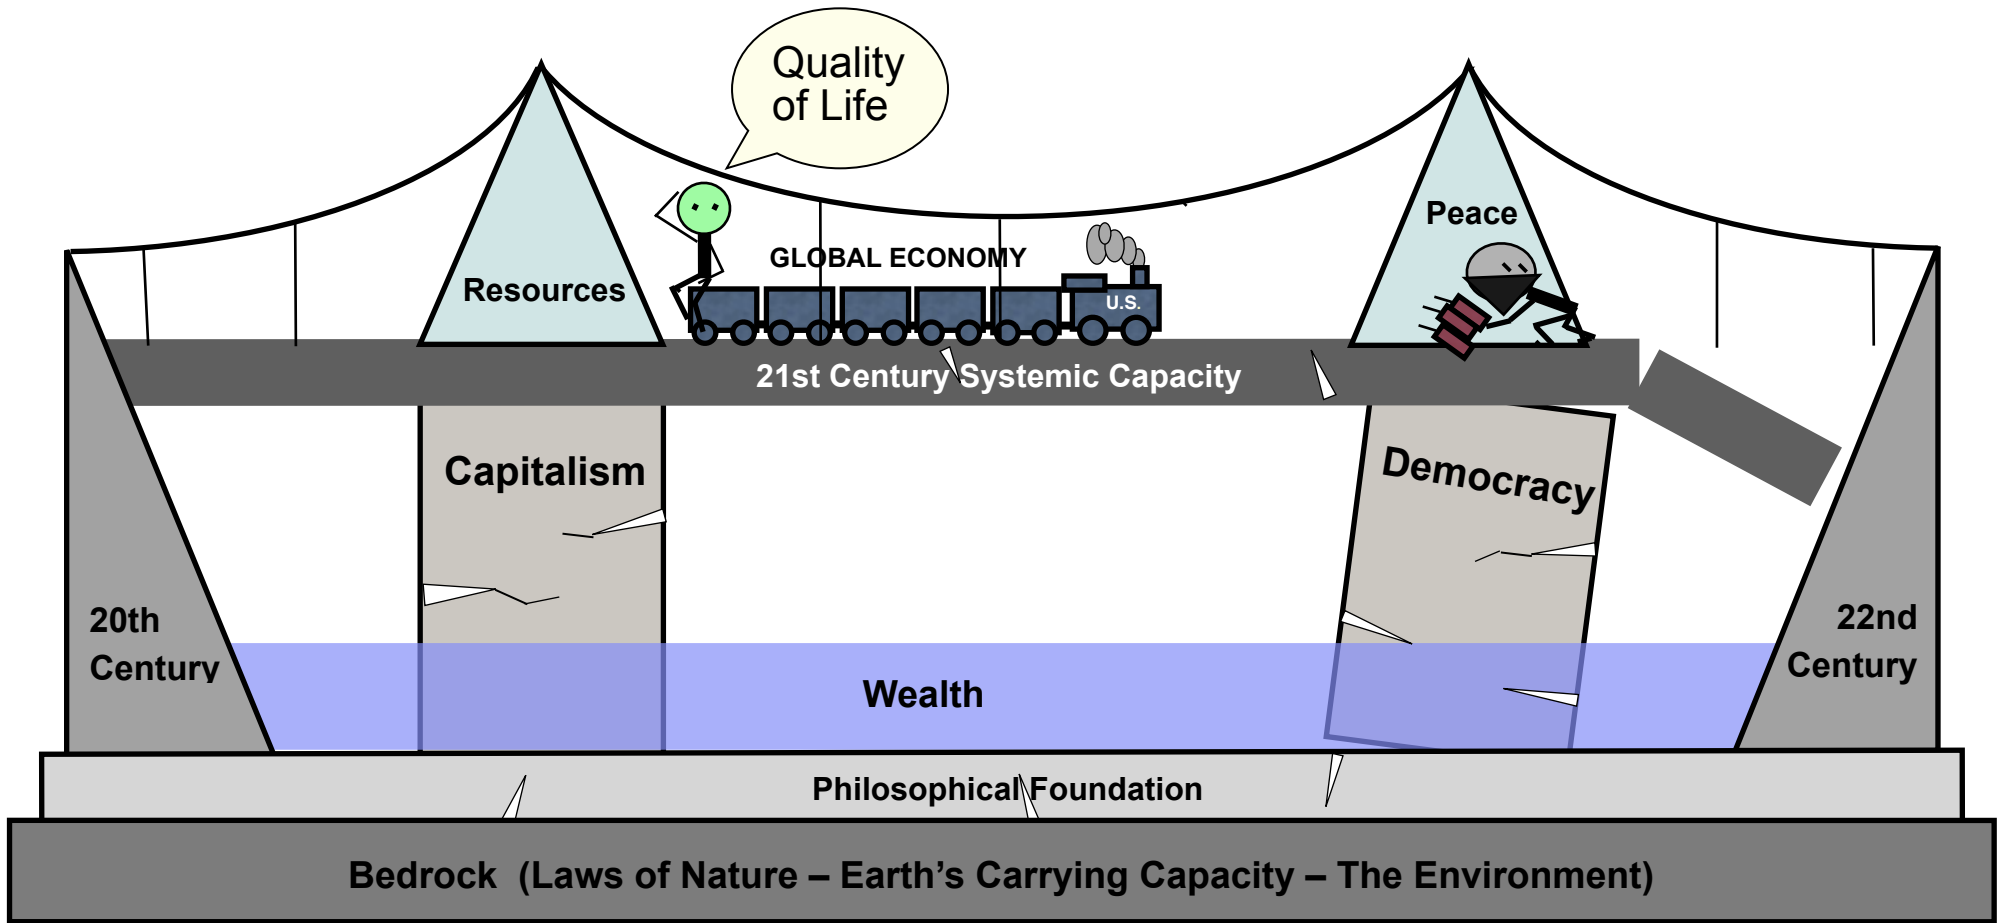 Quality
of Life
Peace
GLOBAL ECONOMY
Resources
U.S.
21st Century Systemic Capacity
Capitalism
Democracy
20th
Century
22nd
Century
Wealth
Philosophical Foundation
Bedrock (Laws of Nature – Earth’s Carrying Capacity – The Environment)